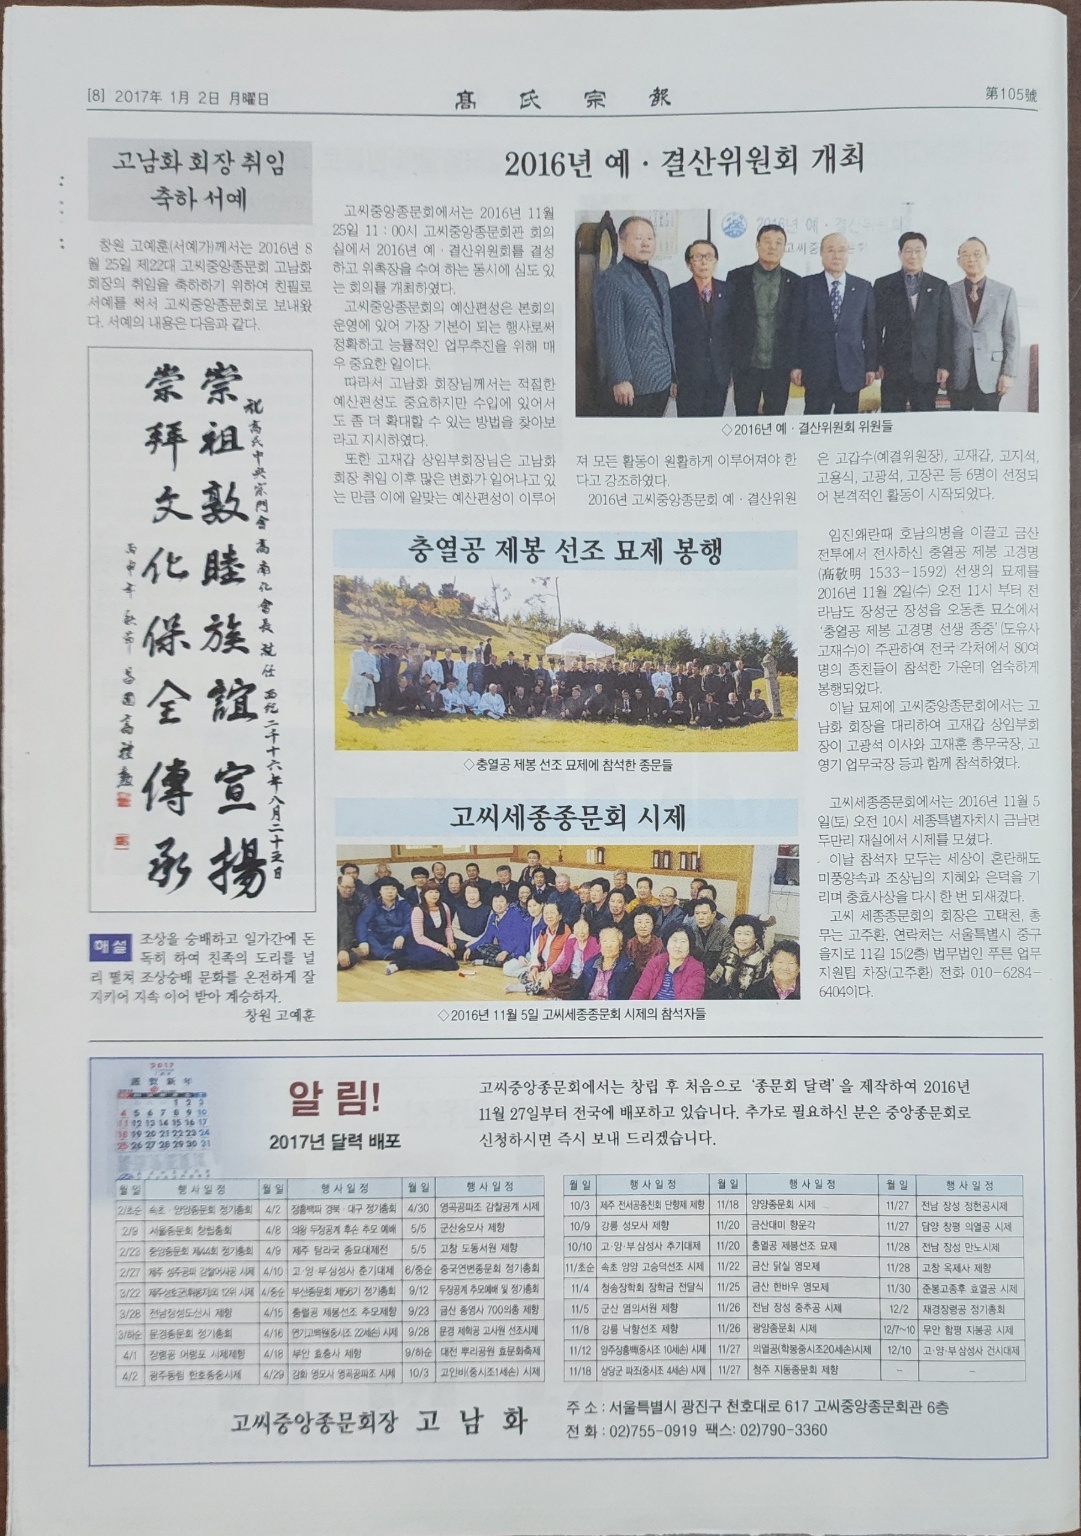 [8] 2017年 1月 2日 月曜日
高氏宗報
第105號
고남화 회장 취임
축하 서예
창원 고예훈(서예가)께서는 2016년 8
월 25일 제22대 고씨중앙종문회 고남화
회장의 취임을 축하하기 위하여 친필로
서예를 써서 고씨중앙종문회로 보내왔
다. 서예의 내용은 다음과 같다.
祝高氏中央宗門會 高南化會長 就任 西紀二千十六年八月二十五日
崇祖敦睦族誼宣揚
崇拜文化保全傳承
丙申年 秋節 昌園高禮勳
해설 조상을 숭배하고 일가간에 돈
독히 하여 친족의 도리를 널
리 펼쳐 조상숭배 문화를 온전하게 잘
지키어 지속 이어 받아 계승하자.
창원 고예훈
2016년 예 · 결산위원회 개최
고씨중앙종문회에서는 2016년 11월
25일 11 : 00시 고씨중앙종문회관 회의
실에서 2016년 예 · 결산위원회를 결성
하고 위촉장을 수여 하는 동시에 심도 있
는 회의를 개최하였다.
고씨중앙종문회의 예산편성은 본회의
운영에 있어 가장 기본이 되는 행사로써
정확하고 능률적인 업무추진을 위해 매
우 중요한 일이다.
따라서 고남화 회장님께서는 적절한
예산편성도 중요하지만 수입에 있어서
도 좀 더 확대할 수 있는 방법을 찾아보
라고 지시하였다.
또한 고재갑 상임부회장님은 고남화
회장 취임 이후 많은 변화가 일어나고 있
는 만큼 이에 알맞는 예산편성이 이루어
2016년 예 · 결산위원회
◇2016년 예 · 결산위원회 위원들
져 모든 활동이 원활하게 이루어져야 한
다고 강조하였다.
2016년 고씨중앙종문회 예 · 결산위원
은 고갑수(예결위원장), 고재갑, 고지석,
고용식, 고광석, 고장곤 등 6명이 선정되
어 본격적인 활동이 시작되었다.
충열공 제봉 선조 묘제 봉행
◇충열공 제봉 선조 묘제에 참석한 종문들
임진왜란때 호남의병을 이끌고 금산
전투에서 전사하신 충열공 제봉 고경명
(高敬明 1533-1592) 선생의 묘제를
2016년 11월 2일(수) 오전 11시 부터 전
라남도 장성군 장성읍 오동촌 묘소에서
‘충열공 제봉 고경명 선생 종중’(도유사
고재수)이 주관하여 전국 각처에서 80여
명의 종친들이 참석한 가운데 엄숙하게
봉행되었다.
이날 묘제에 고씨중앙종문회에서는 고
남화 회장을 대리하여 고재갑 상임부회
장이 고광석 이사와 고재훈 총무국장, 고
영기 업무국장 등과 함께 참석하였다.
고씨세종종문회 시제
◇2016년 11월 5일 고씨세종종문회 시제의 참석자들
고씨세종종문회에서는 2016년 11월 5
일(토) 오전 10시 세종특별자치시 금남면
두만리 재실에서 시제를 모셨다.
이날 참석자 모두는 세상이 혼란해도
미풍양속과 조상님의 지혜와 은덕을 기
리며 충효사상을 다시 한 번 되새겼다.
고씨 세종종문회의 회장은 고택천, 총
무는 고주환, 연락처는 서울특별시 중구
을지로 11길 15(2층) 법무법인 푸른 업무
지원팀 차장(고주환) 전화 010-6284-
6404이다.
2017
謹賀新年
알 림!
2017년 달력 배포
고씨중앙종문회에서는 창립 후 처음으로 ‘종문회 달력’을 제작하여 2016년
11월 27일부터 전국에 배포하고 있습니다. 추가로 필요하신 분은 중앙종문회로
신청하시면 즉시 보내 드리겠습니다.
월 일 행 사 일 정 월 일 행 사 일 정 월 일 행 사 일 정
2/초순 속초 · 양양종문회 정기총회 4/2 장흥백파 경북 · 대구 정기총회 4/30 영곡공파조 감찰공계 시제
2/9 서울종문회 창립총회 4/8 의왕 두정공계 후손 추모 예배 5/5 군산숭모사 제향
2/23 중앙종문회 제44회 정기총회 4/9 제주 탐라국 종묘대제전 5/5 고창 도동서원 제향
2/27 제주 성주공파 감찰어사공 시제 4/10 고 · 양 · 부 삼성사 춘기대제 6/중순 중국연변종문회 정기총회
3/22 4/중순 부산종문회 제56기 정기총회 9/12 두정공계 추모예배 및 정기총회
3/28 전남장성도산사 제향 4/15 충렬공 제봉선조 추모제향 9/23 금산 종영사 700의총 제향
3/하순 문경종문회 정기총회 4/16 연기고백원(중시조 22세손) 시제 9/28 문경 제학공 고사원 선조시제
4/1 장령공 어령포 시제제향 4/18 부안 효충사 제향 9/하순 대전 뿌리공원 효문화축제
4/2 광주동림 탄호동중시제 4/29 강화 영모시 영곡공파조 시제 10/3 고인비(중시조1세손) 시제
월 일 행 사 일 정 월 일 행 사 일 정 월 일 행 사 일 정
10/3 제주 전서공중친회 단향제 제향 11/18 양양종문회 시제 11/27 전남 장성 정헌공시제
10/9 강릉 성모사 제향 11/20 금산대미 향운각 11/27 담양 창평 의열공 시제
10/10 고 · 양 · 부 삼성사 추기대제 11/20 충열공 제봉선조 묘제 11/28 전남 장성 만노시제
11/초순 속초 양양 고승덕선조 시제 11/22 금산 닭실 영모제 11/28 고창 옥제사 제향
11/4 청송장학회 장학금 전달식 11/25 금산 한바우 영모제 11/30 준봉고종후 효열공 시제
11/5 군산 염의서원 제향 11/26 전남 장성 중추공 시제 12/2 재경장령공 정기총회
11/8 강릉 낙향선조 제향 11/26 광양종문회 시제 12/7~10 무안 함평 지봉공 시제
11/12 양주장흥백(중시조 10세손) 시제 11/27 의열공(학봉중시조20세손)시제 12/10 고 · 양 · 부 삼성사 건시대제
11/18 상당군 파조(중시조 4세손) 시제 11/27 청주 지동종문회 제향 – –
고씨중앙종문회장 고 남 화
주 소 : 서울특별시 광진구 천호대로 617 고씨중앙종문회관 6층
전 화 : 02)755-0919 팩스: 02)790-3360